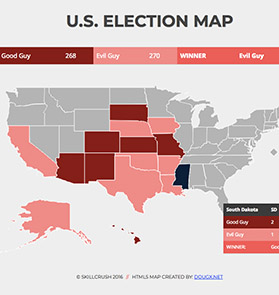 U.S. ELECTION MAP
Good Guy 268 Evil Guy 270 WINNER Evil Guy
South Dakota SD
Good Guy 2
Evil Guy 1
WINNER: Go
© SKILLCRUSH 2016 // HTML5 MAP CREATED BY: DOUGX.NET